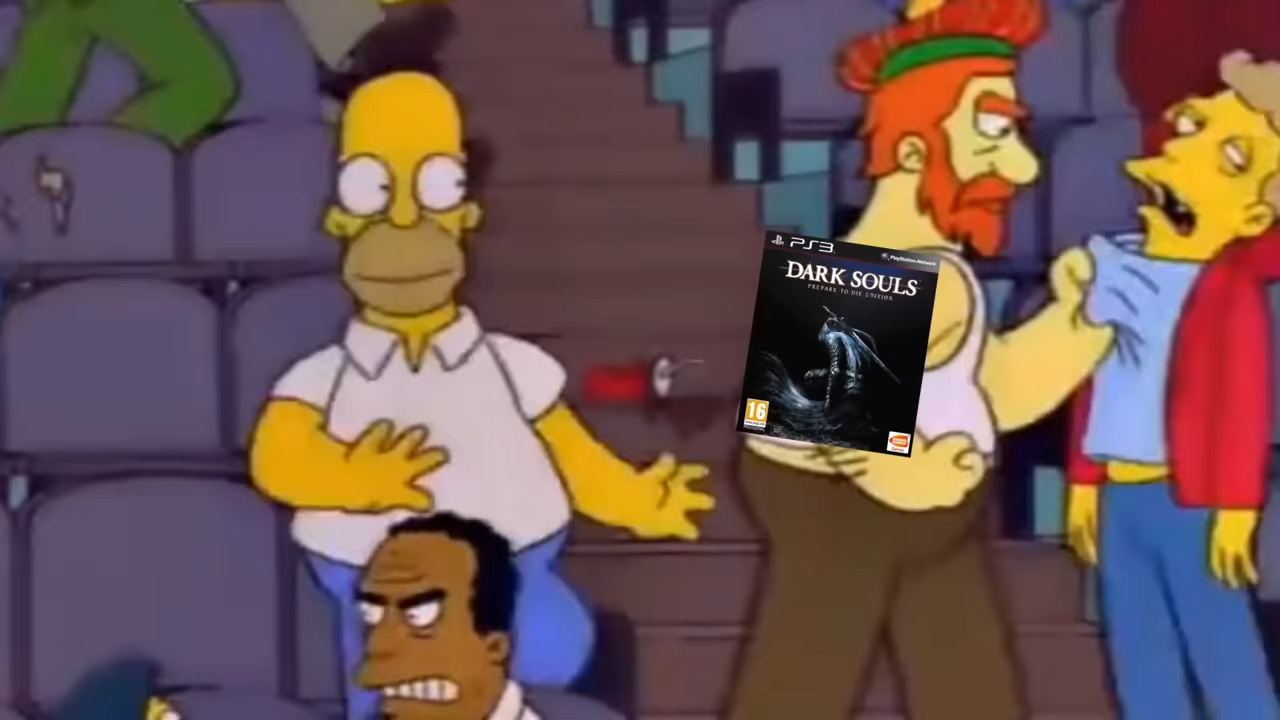 PS3
PlayStation Network
DARK SOULS
PREPARE TO DIE EDITION
16